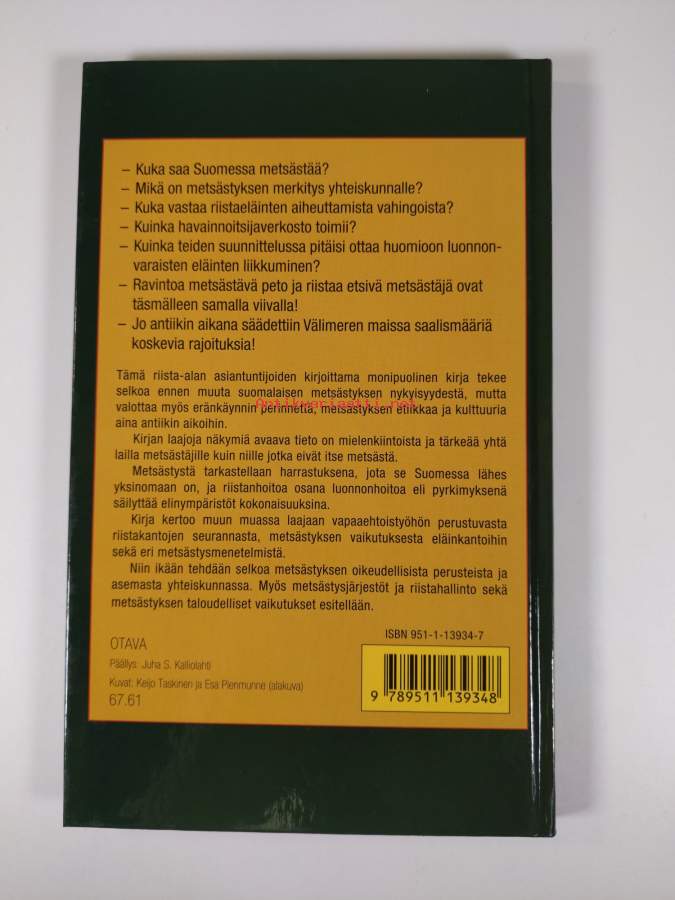 – Kuka saa Suomessa metsästää?
– Mikä on metsästyksen merkitys yhteiskunnalle?
– Kuka vastaa riistaeläinten aiheuttamista vahingoista?
– Kuinka havainnoitsijaverkosto toimii?
– Kuinka teiden suunnittelussa pitäisi ottaa huomioon luonnon-
varaisten eläinten liikkuminen?
– Ravintoa metsästävä peto ja riistaa etsivä metsästäjä ovat
täsmälleen samalla viivalla!
– Jo antiikin aikana säädettiin Välimeren maissa saalismääriä
koskevia rajoituksia!
Tämä riista-alan asiantuntijoiden kirjoittama monipuolinen kirja tekee
selkoa ennen muuta suomalaisen metsästyksen nykyisyydestä, mutta
valottaa myös eränkäynnin perinnettä, metsästyksen etiikkaa ja kulttuuria
Antikvariaatti.net
aina antiikin aikoihin.
Kirjan laajoja näkymiä avaava tieto on mielenkiintoista ja tärkeää yhtä
lailla metsästäjille kuin niille jotka eivät itse metsästä.
Metsästystä tarkastellaan harrastuksena, jota se Suomessa lähes
yksinomaan on, ja riistanhoitoa osana luonnonhoitoa eli pyrkimyksenä
säilyttää elinympäristöt kokonaisuuksina.
Kirja kertoo muun muassa laajaan vapaaehtoistyöhön perustuvasta
riistakantojen seurannasta, metsästyksen vaikutuksesta eläinkantoihin
sekä eri metsästysmenetelmistä.
Niin ikään tehdään selkoa metsästyksen oikeudellisista perusteista ja
asemasta yhteiskunnassa. Myös metsästysjärjestöt ja riistahallinto sekä
metsästyksen taloudelliset vaikutukset esitellään.
ISBN 951-1-13934-7
OTAVA
Päällys: Juha S. Kalliolahti
Kuvat: Keijo Taskinen ja Esa Pienmunne (alakuva)
67.61
9 789511 139348